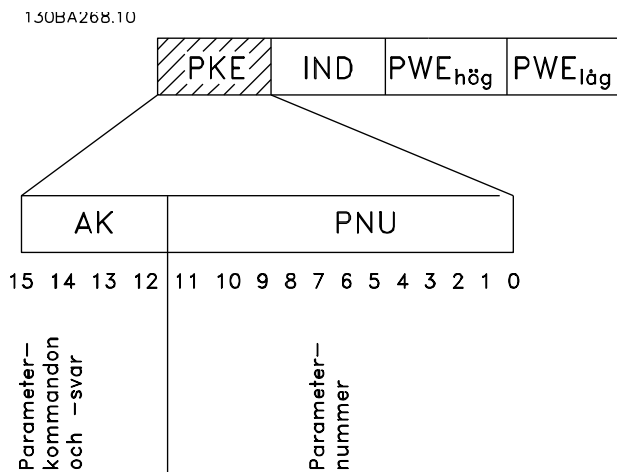 130BA268.10
PKE IND PWEhög PWElåg
AK PNU
15 14 13 12 11 10 9 8 7 6 5 4 3 2 1 0
Parameter–
kommandon
och –svar
Parameter–
nummer